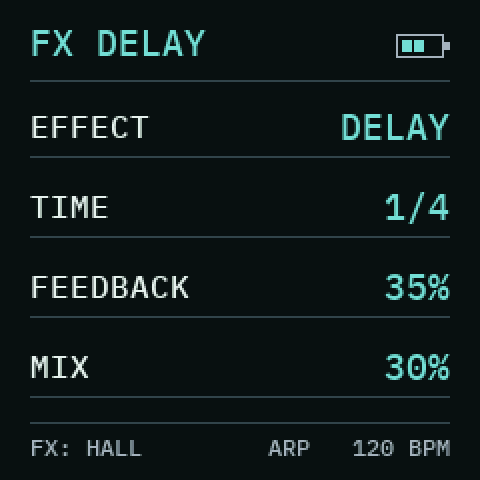 FX DELAY
EFFECT DELAY
TIME 1/4
FEEDBACK 35%
MIX 30%
FX: HALL ARP 120 BPM